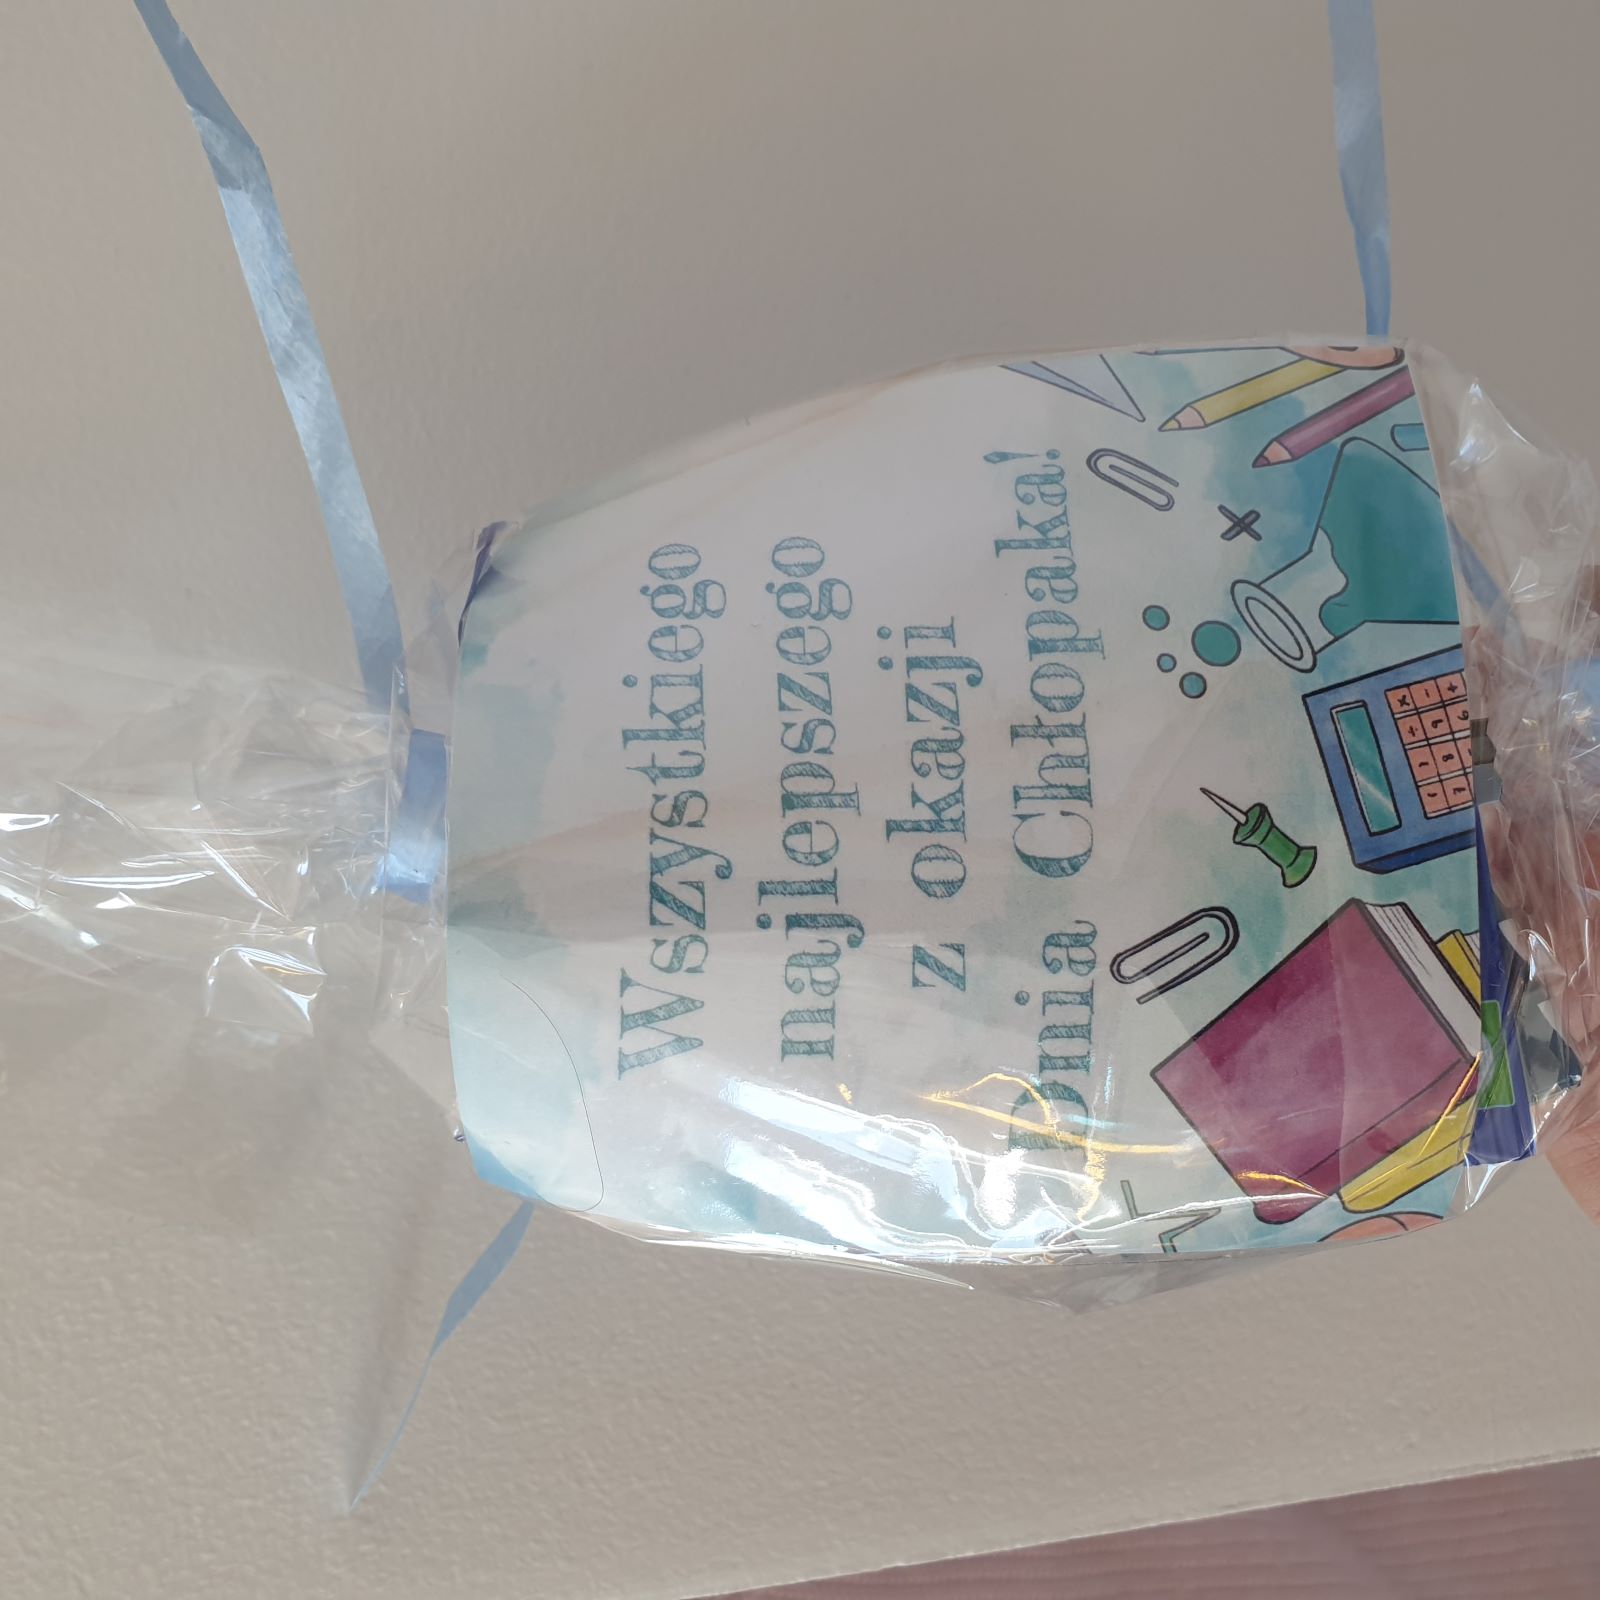 Wszystkiego
najlepszego
z okazji
Dnia Chłopaka!